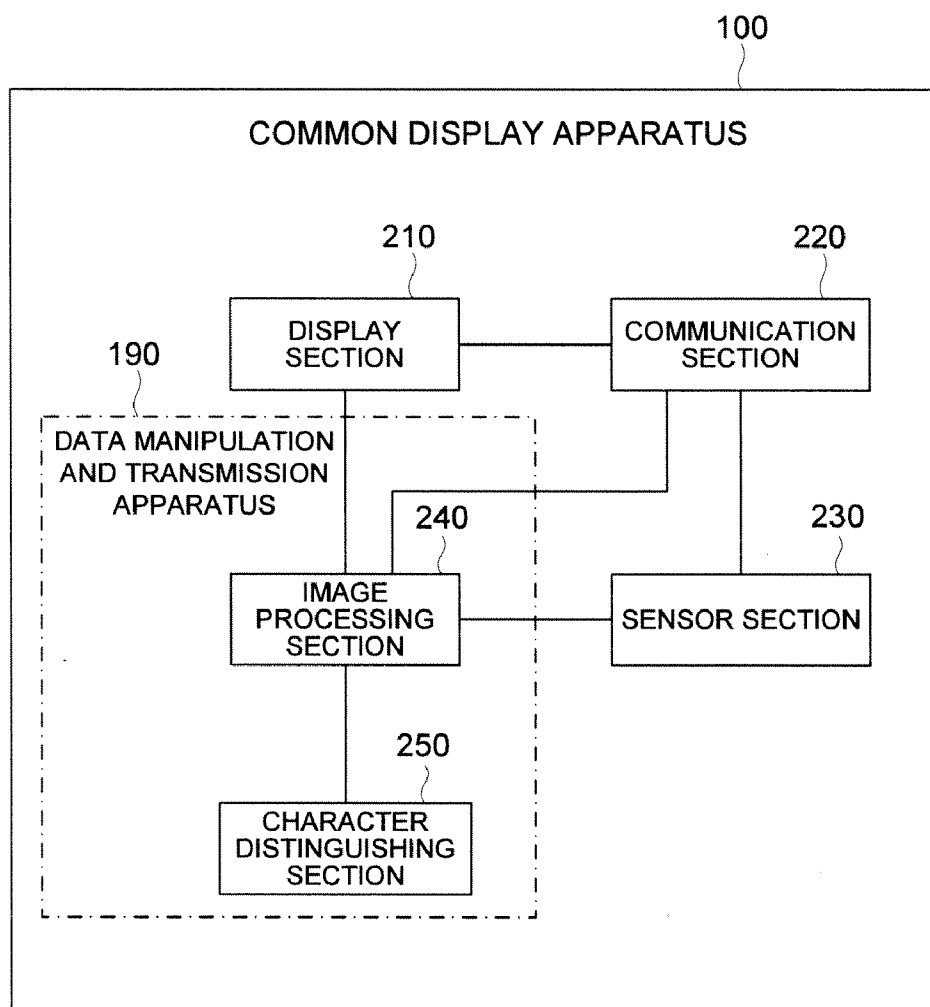 100
COMMON DISPLAY APPARATUS
210
220
DISPLAY
SECTION
COMMUNICATION
SECTION
190
DATA MANIPULATION
AND TRANSMISSION
APPARATUS
240
230
IMAGE
PROCESSING
SECTION
SENSOR SECTION
250
CHARACTER
DISTINGUISHING
SECTION